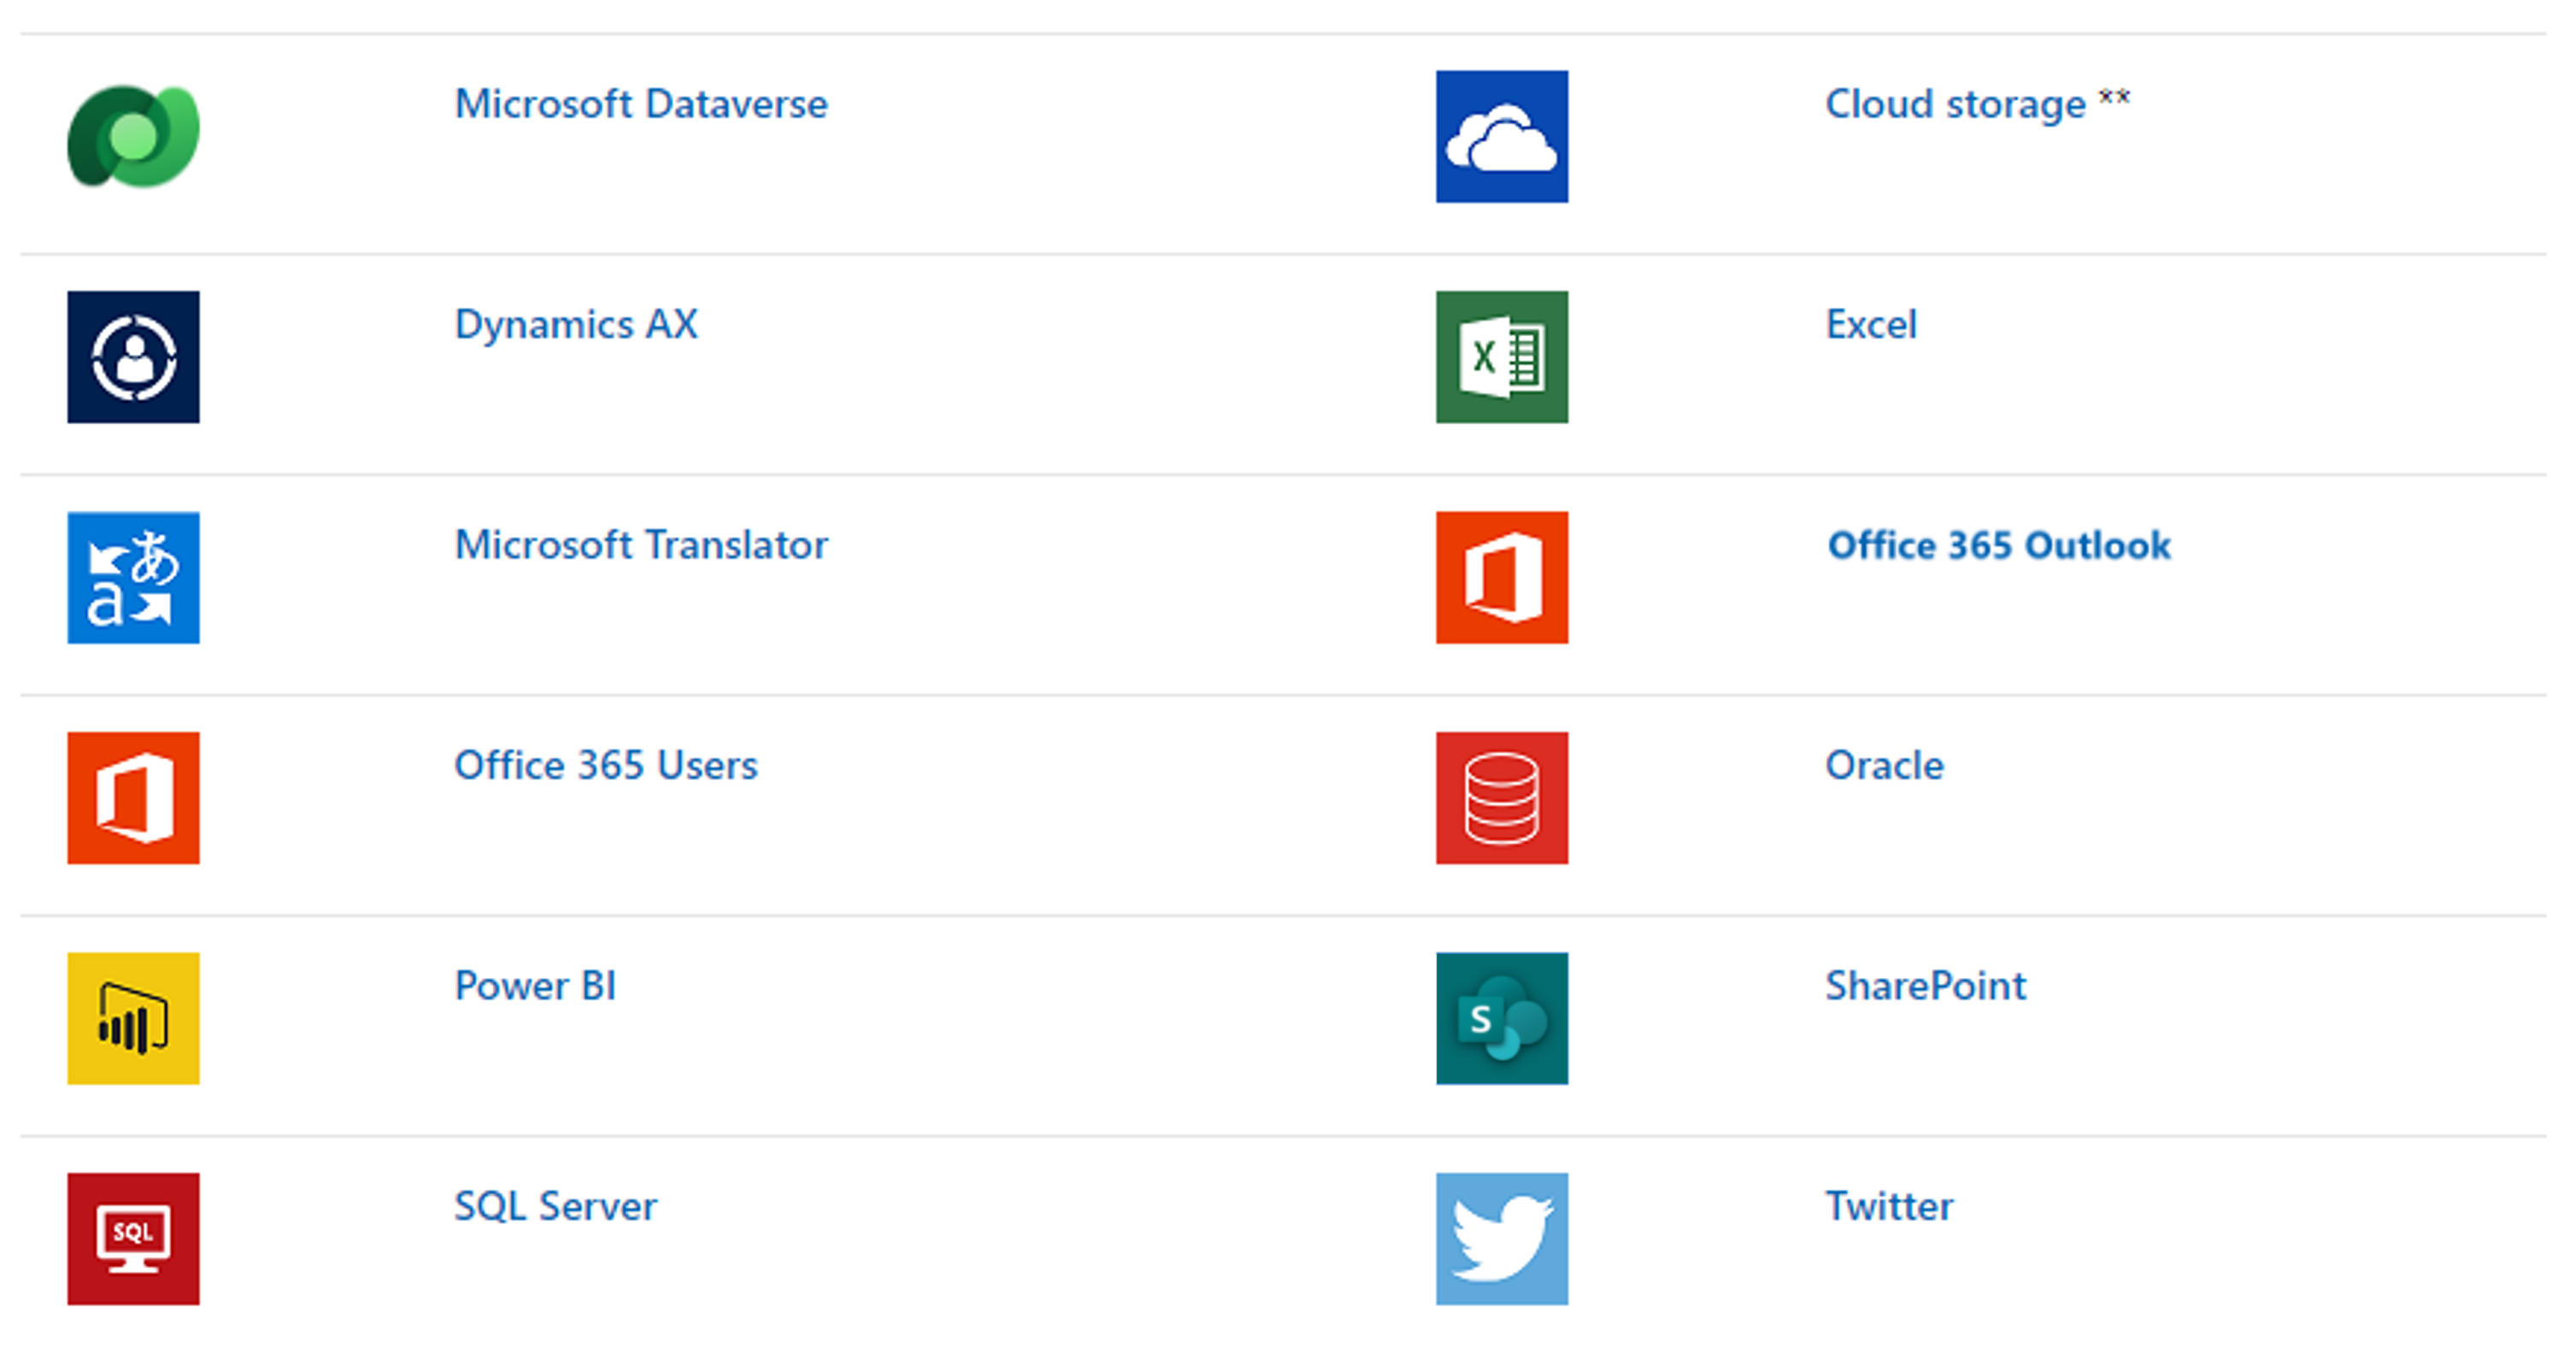 Microsoft Dataverse
Cloud storage **
Dynamics AX
X
Excel
あ
a
Microsoft Translator
Office 365 Outlook
Office 365 Users
Oracle
Power BI
S
SharePoint
SQL
SQL Server
Twitter